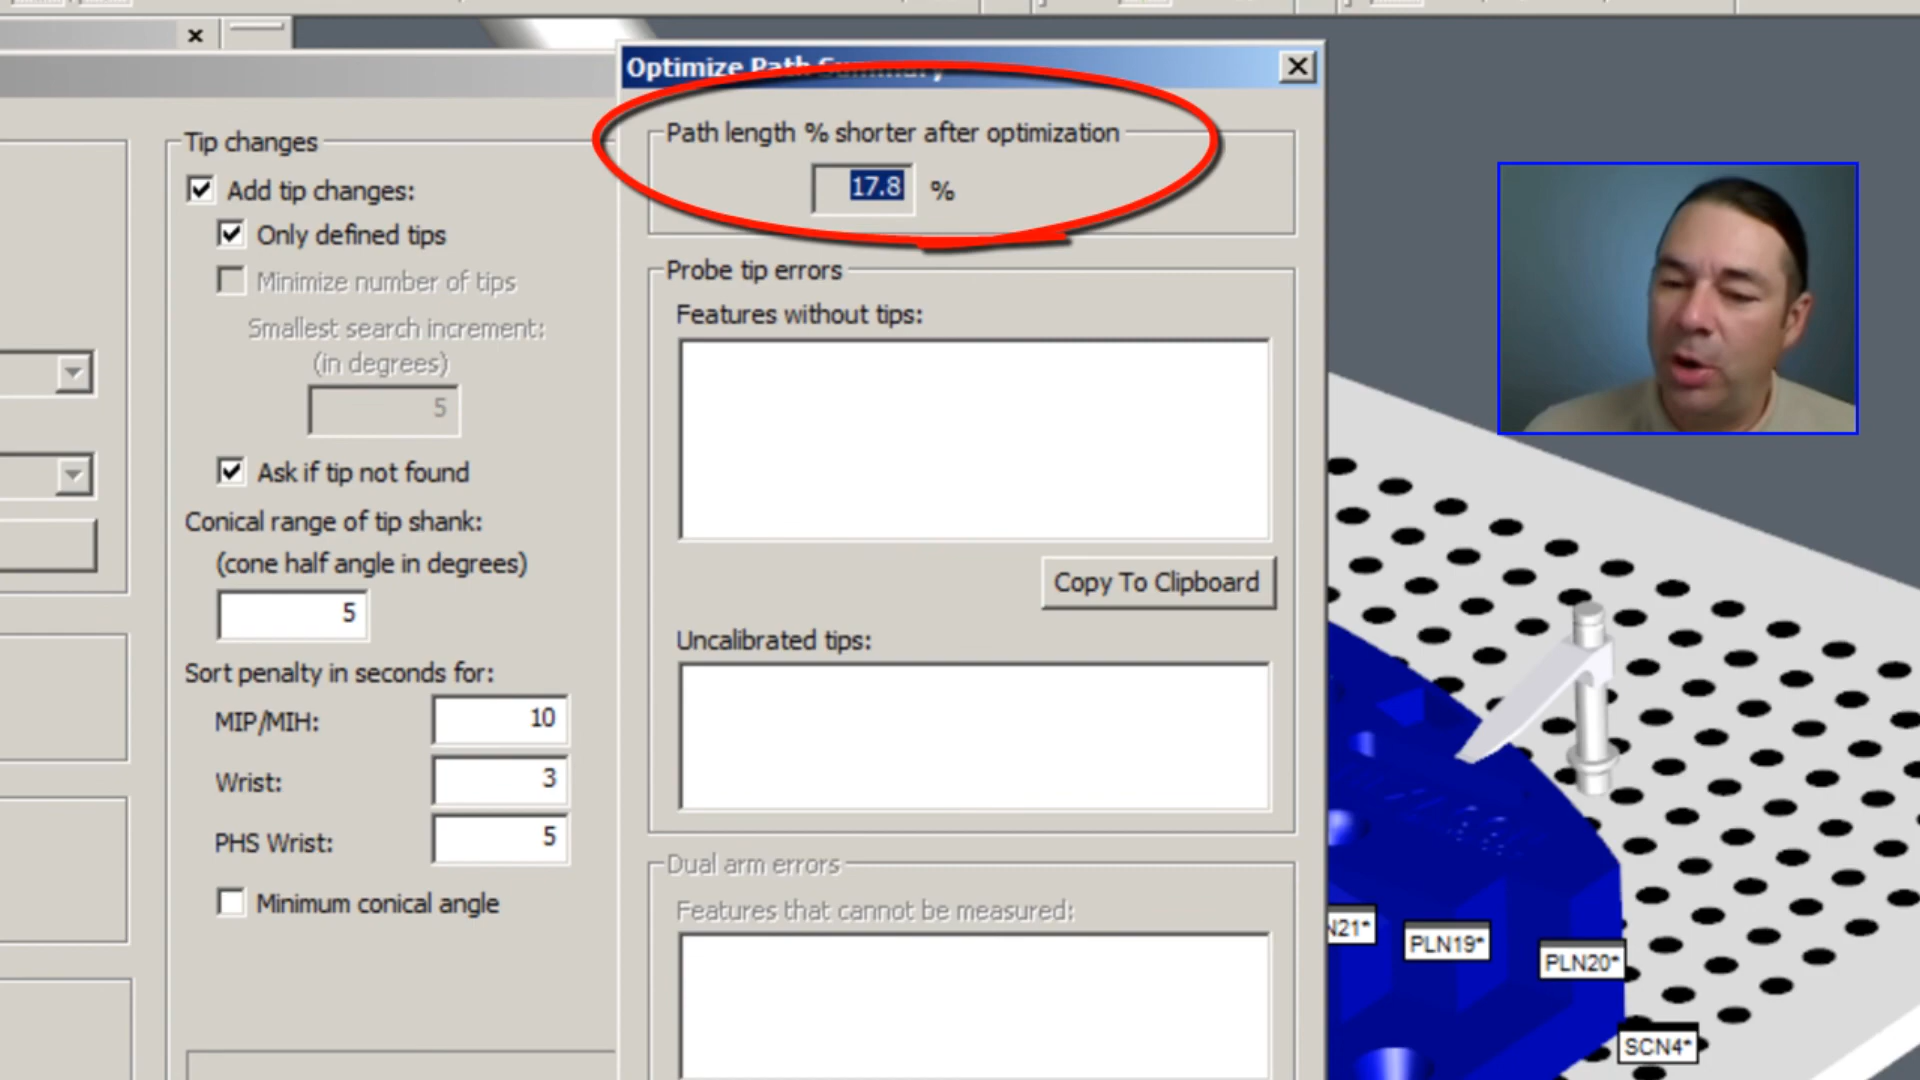 Optimize Path Summary
Tip changes
Add tip changes:
Only defined tips
Minimize number of tips
Smallest search increment:
(in degrees)
5
Ask if tip not found
Conical range of tip shank:
(cone half angle in degrees)
5
Sort penalty in seconds for:
MIP/MIH:
10
Wrist:
3
PHS Wrist:
5
Minimum conical angle
Path length % shorter after optimization
17.8 %
Probe tip errors
Features without tips:
Copy To Clipboard
Uncalibrated tips:
Dual arm errors
Features that cannot be measured:
N21*
PLN19*
PLN20*
SCN4*